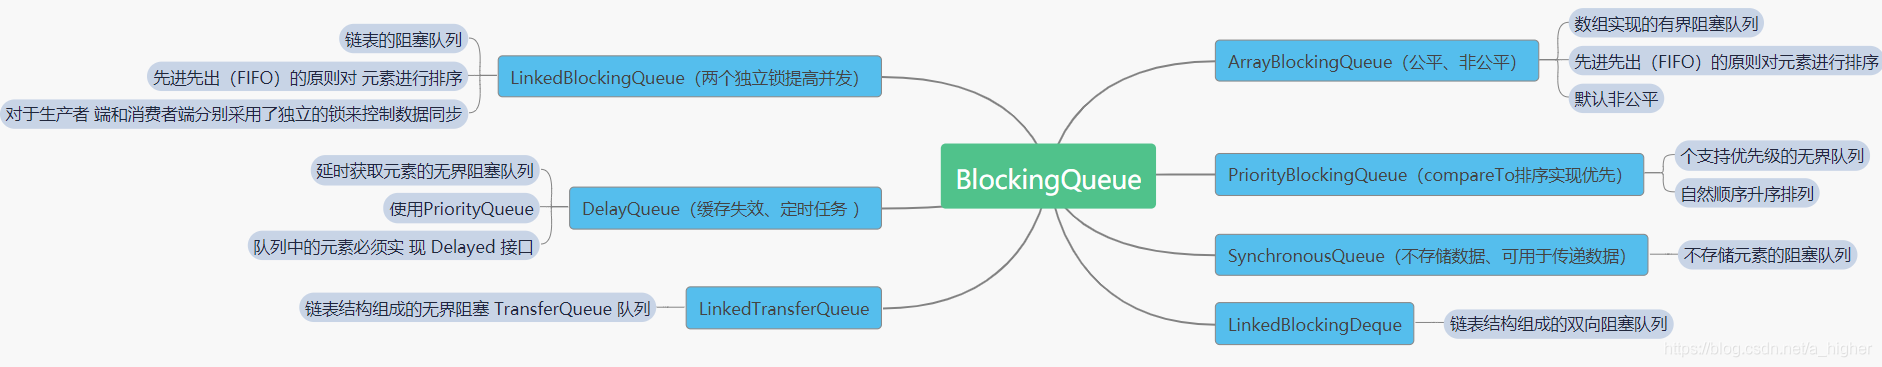 BlockingQueue
LinkedBlockingQueue（两个独立锁提高并发）
链表的阻塞队列
先进先出（FIFO）的原则对 元素进行排序
对于生产者 端和消费者端分别采用了独立的锁来控制数据同步
DelayQueue（缓存失效、定时任务 ）
延时获取元素的无界阻塞队列
使用PriorityQueue
队列中的元素必须实 现 Delayed 接口
LinkedTransferQueue
链表结构组成的无界阻塞 TransferQueue 队列
ArrayBlockingQueue（公平、非公平）
数组实现的有界阻塞队列
先进先出（FIFO）的原则对元素进行排序
默认非公平
PriorityBlockingQueue（compareTo排序实现优先）
个支持优先级的无界队列
自然顺序升序排列
SynchronousQueue（不存储数据、可用于传递数据）
不存储元素的阻塞队列
LinkedBlockingDeque
链表结构组成的双向阻塞队列
https://blog.csdn.net/a_higher